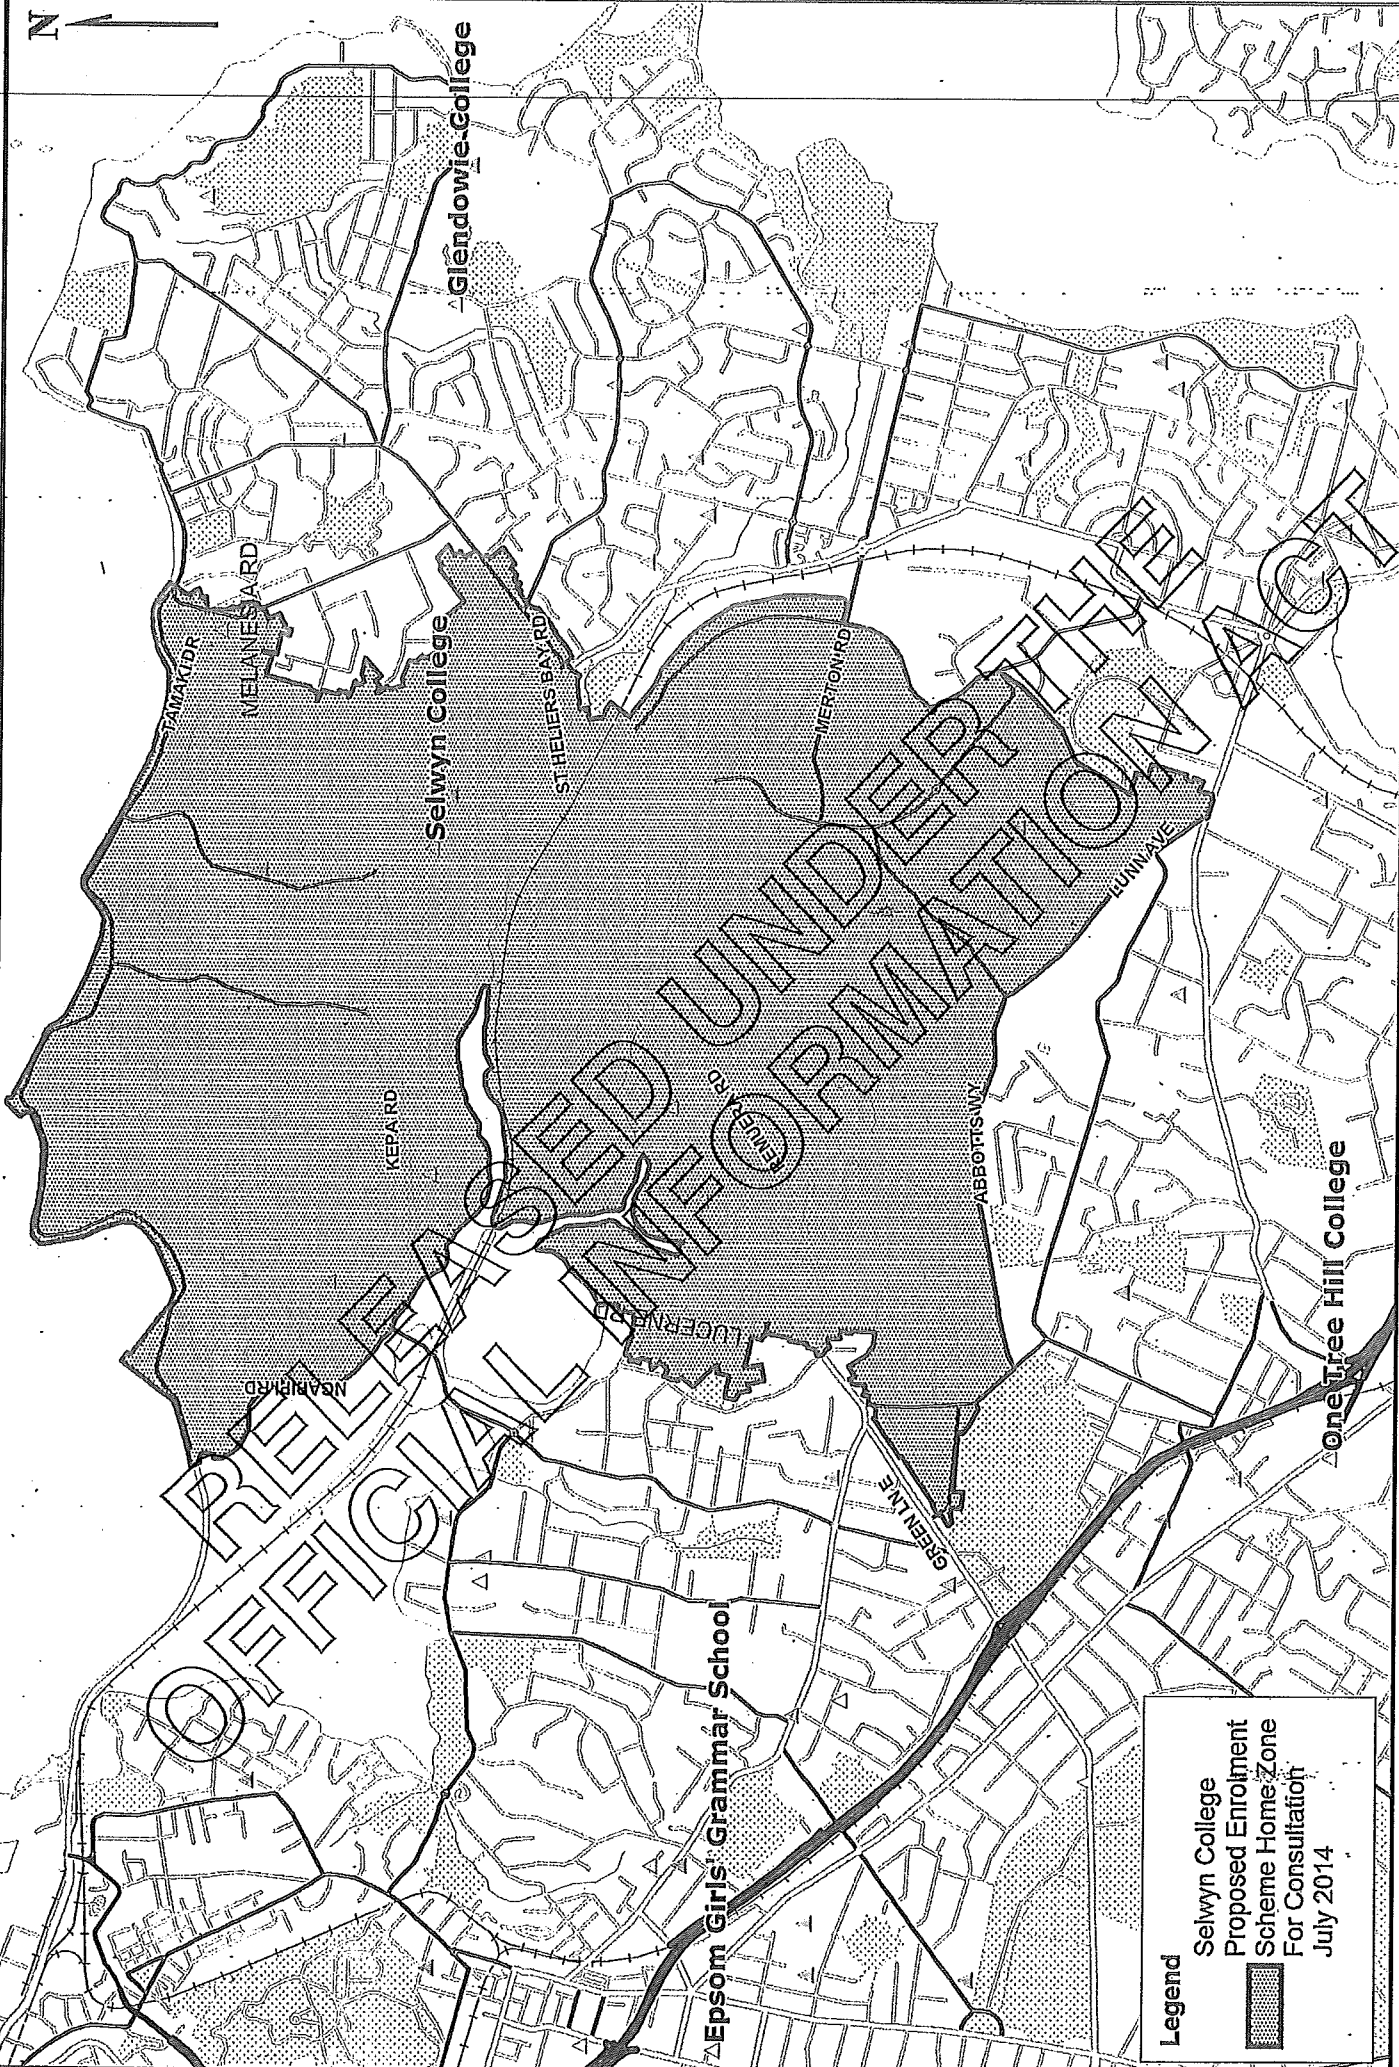 N
TAMAKI DR
MELANESIA RD
Glendowie College
Selwyn College
ST HELIERS BAY RD
NGAPIPI RD
KEPA RD
MERTON RD
LUCERNE RD
REMUERA RD
ABBOTTS WY
LUNN AVE
GREEN LN E
Epsom Girls' Grammar School
One Tree Hill College
RELEASED UNDER THE
OFFICIAL INFORMATION ACT
Legend
Selwyn College
Proposed Enrolment
Scheme Home Zone
For Consultation
July 2014